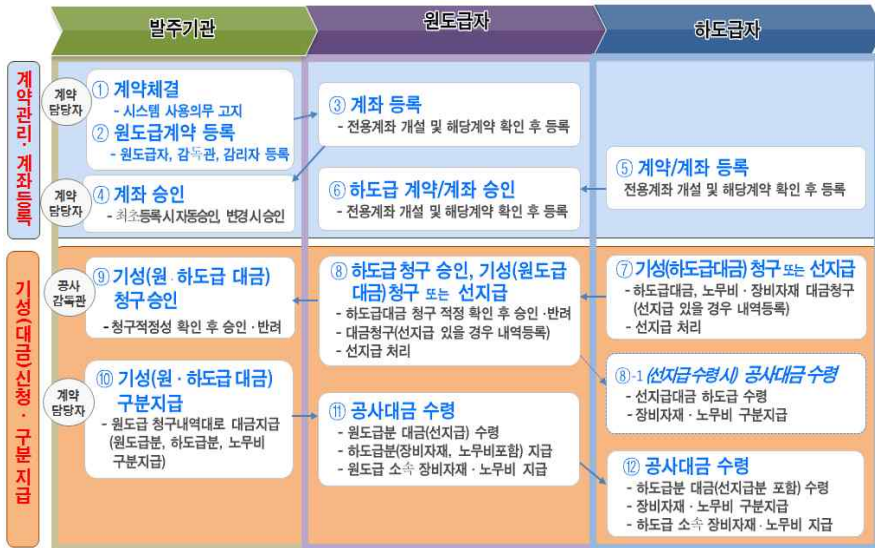 발주기관
원도급자
하도급자
계약관리·계좌등록
계약
담당자
① 계약체결
- 시스템 사용의무 고지
② 원도급계약 등록
- 원도급자, 감독관, 감리자 등록
③ 계좌 등록
- 전용계좌 개설 및 해당계약 확인 후 등록
계약
담당자
④ 계좌 승인
- 최초등록시 자동승인, 변경시 승인
⑥ 하도급 계약/계좌 승인
- 전용계좌 개설 및 해당계약 확인 후 등록
⑤ 계약/계좌 등록
전용계좌 개설 및 해당계약 확인 후 등록
기성(대금)신청·구분 지급
공사
감독관
⑨ 기성(원·하도급 대금)
청구 승인
- 청구적정성 확인 후 승인·반려
⑧ 하도급 청구 승인, 기성(원도급
대금)청구 또는 선지급
- 하도급대금 청구 적정 확인 후 승인·반려
- 대금청구(선지급 있을 경우 내역등록)
- 선지급 처리
⑦ 기성(하도급대금) 청구 또는 선지급
- 하도급대금, 노무비·장비자재 대금청구
(선지급 있을 경우 내역등록)
- 선지급 처리
⑧-1 (선지급수령 시) 공사대금 수령
- 선지급대금 하도급 수령
- 장비자재·노무비 구분지급
계약
담당자
⑩ 기성(원·하도급 대금)
구분지급
- 원도급 청구내역대로 대금지급
(원도급분, 하도급분, 노무비
구분지급)
⑪ 공사대금 수령
- 원도급분 대금(선지급) 수령
- 하도급분(장비자재, 노무비포함) 지급
- 원도급 소속 장비자재·노무비 지급
⑫ 공사대금 수령
- 하도급분 대금(선지급분 포함) 수령
- 장비자재·노무비 구분지급
- 하도급 소속 장비자재·노무비 지급